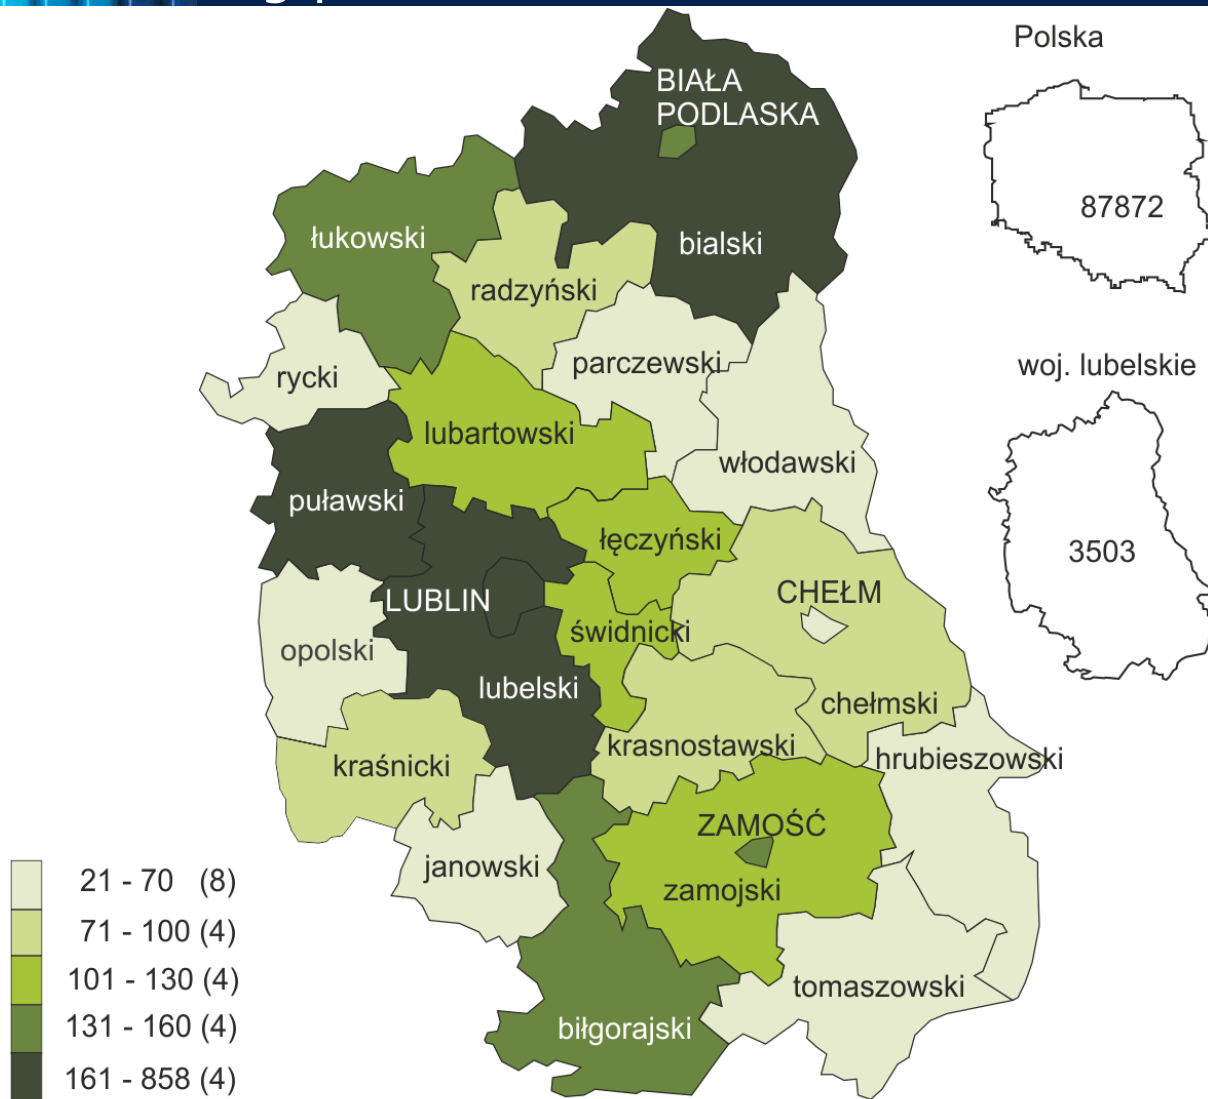 Polska
BIAŁA
PODLASKA
87872
łukowski
bialski
radzyński
woj. lubelskie
parczewski
rycki
lubartowski
włodawski
puławski
łęczyński
3503
CHEŁM
LUBLIN
świdnicki
opolski
lubelski
chełmski
krasnostawski
hrubieszowski
kraśnicki
ZAMOŚĆ
janowski
21 - 70 (8)
zamojski
71 - 100 (4)
101 - 130 (4)
tomaszowski
131 - 160 (4)
biłgorajski
161 - 858 (4)